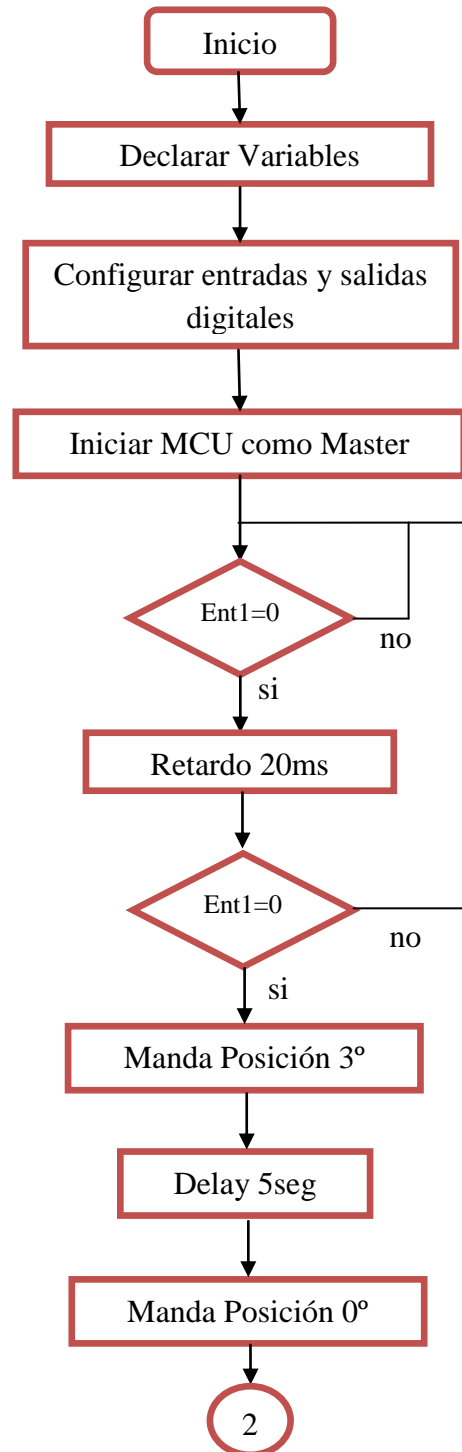 Inicio
Declarar Variables
Configurar entradas y salidas
digitales
Iniciar MCU como Master
Ent1=0
no
si
Retardo 20ms
Ent1=0
no
si
Manda Posición 3º
Delay 5seg
Manda Posición 0º
2